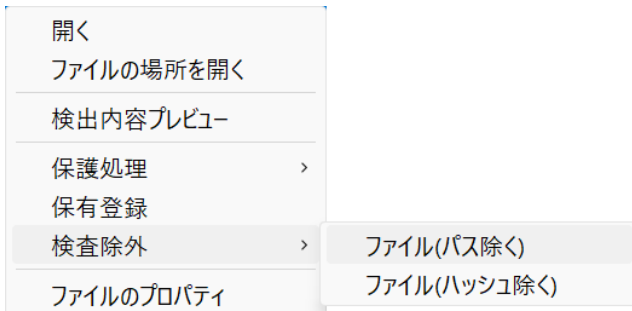 開く
ファイルの場所を開く
検出内容プレビュー
保護処理
保有登録
検査除外
ファイル(パス除く)
ファイル(ハッシュ除く)
ファイルのプロパティ